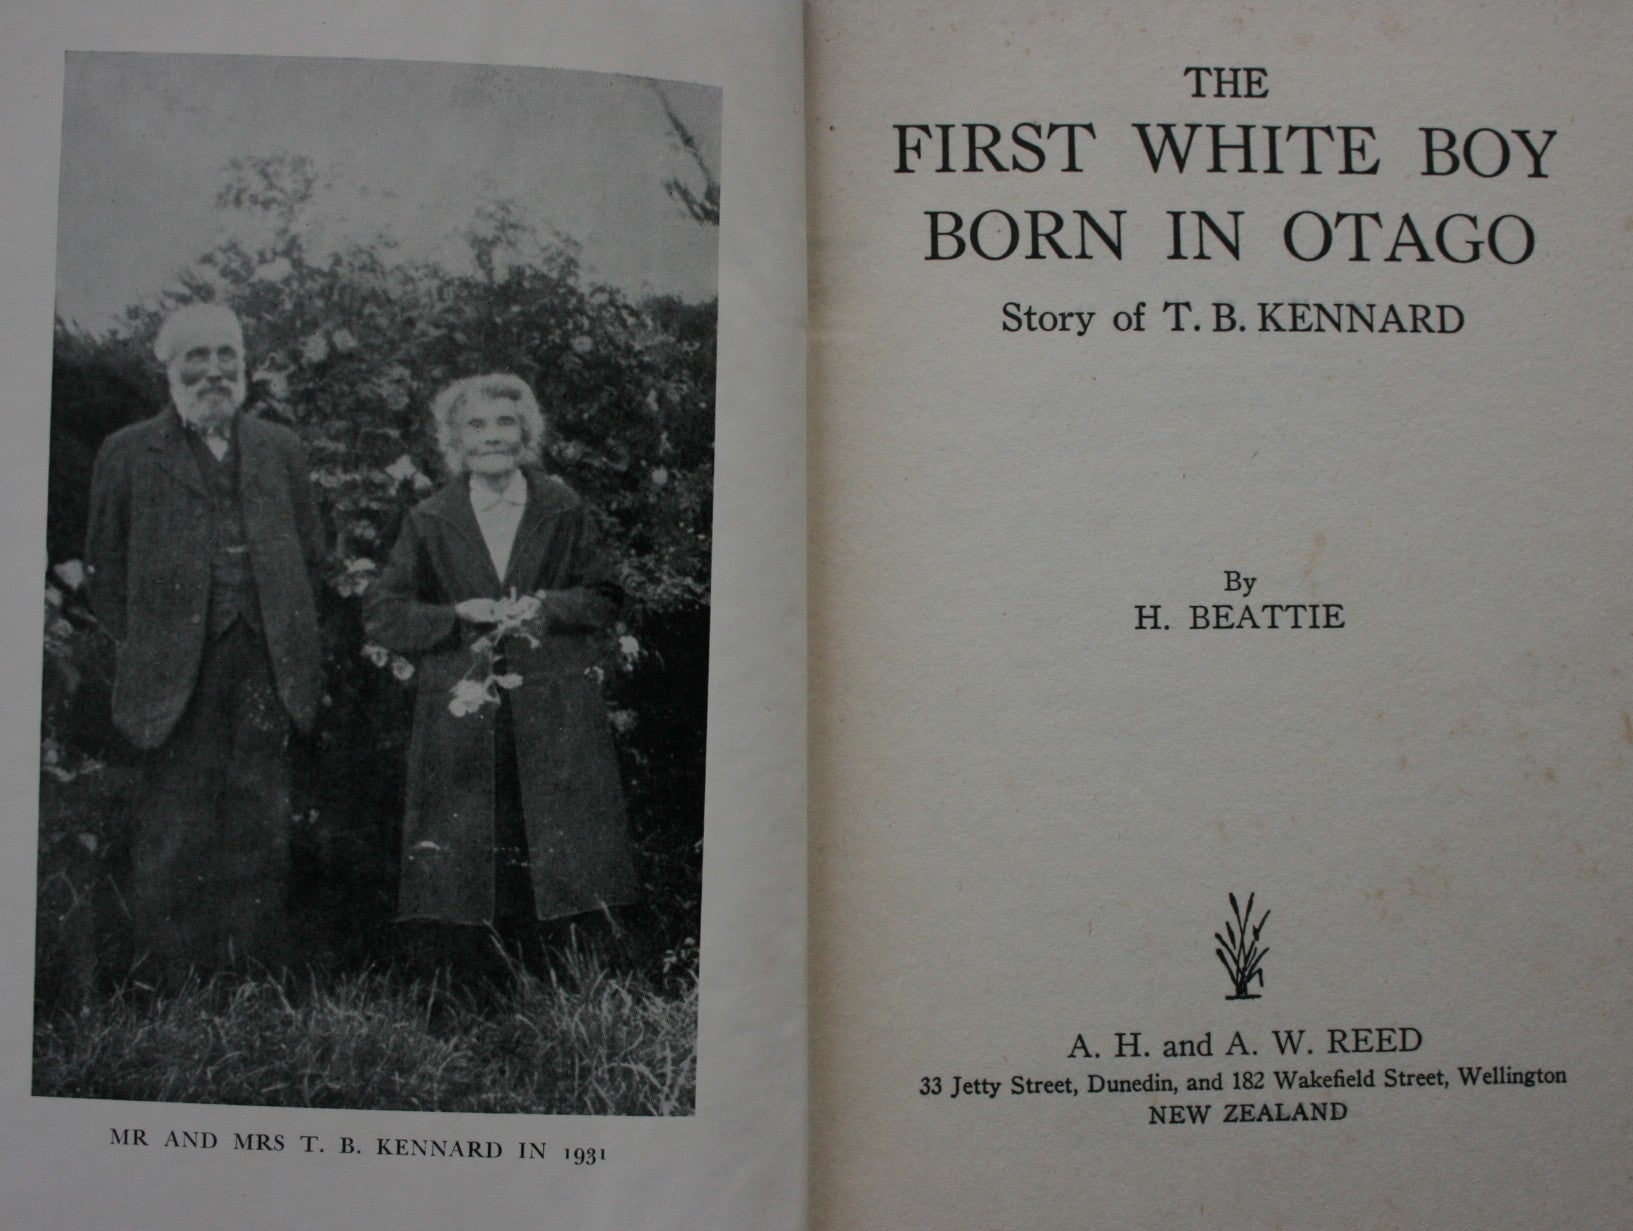 MR AND MRS T. B. KENNARD IN 1931
THE
FIRST WHITE BOY
BORN IN OTAGO
Story of T. B. KENNARD
By
H. BEATTIE
A. H. and A. W. REED
33 Jetty Street, Dunedin, and 182 Wakefield Street, Wellington
NEW ZEALAND